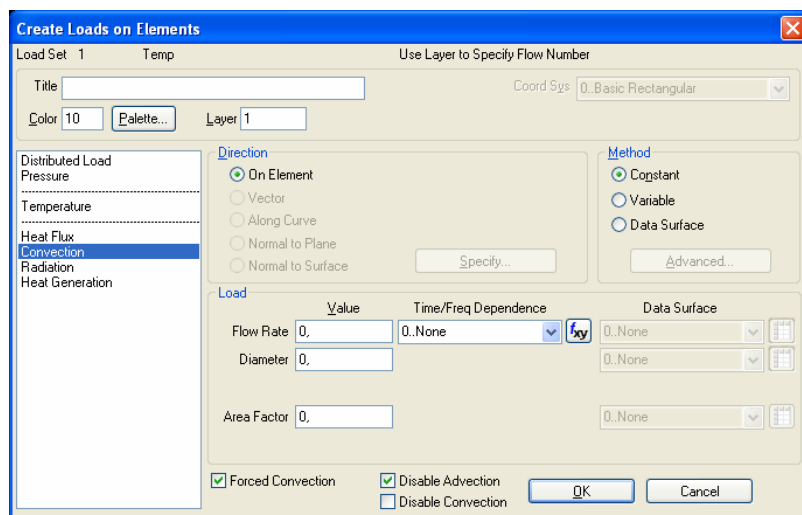 Create Loads on Elements
Load Set 1 Temp Use Layer to Specify Flow Number
Title Coord Sys 0..Basic Rectangular
Color 10 Palette... Layer 1
Distributed Load
Pressure
Temperature
Heat Flux
Convection
Radiation
Heat Generation
Direction
On Element
Vector
Along Curve
Normal to Plane
Normal to Surface
Specify...
Method
Constant
Variable
Data Surface
Advanced...
Load
Value Time/Freq Dependence Data Surface
Flow Rate 0, 0..None fxy 0..None
Diameter 0, 0..None
Area Factor 0, 0..None
Forced Convection Disable Advection
Disable Convection
OK Cancel